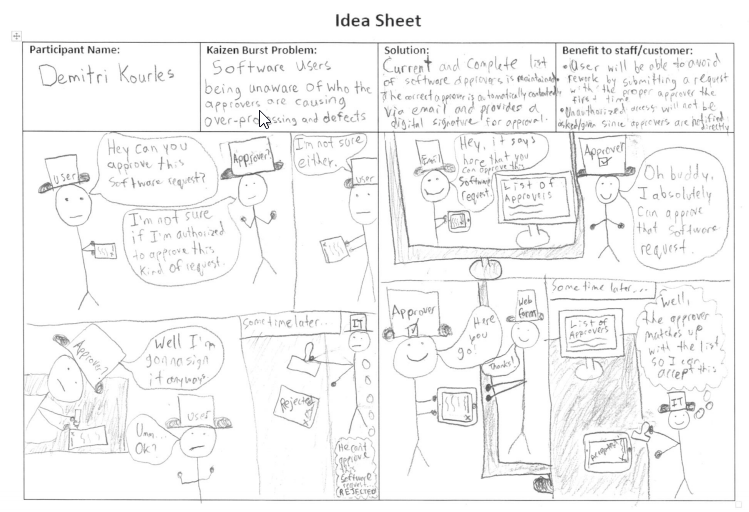 Idea Sheet
Participant Name:
Demitri Kourles
Kaizen Burst Problem:
Software users
being unaware of who the
approvers are causing
over-processing and defects
Solution:
Current and Complete list
of software approvers is maintained
The correct approver is automatically contacted
via email and provides a
digital signature for approval.
Benefit to staff/customer:
• User will be able to avoid
rework by submitting a request
with the proper approver the
first time
• Unauthorized access will not be
asked/given since approvers are notified
directly
User
Hey can you
approve this
software request?
Approver?
I'm not sure
if I'm authorized
to approve this
kind of request.
I'm not sure
either.
User
Approver?
Well I'm
gonna sign
it anyways
Umm...
Ok?
User
Some time later...
IT
Rejected
He can't
approve
this
software
request.
REJECTED
Email
Hey, it says
here that you
can approve this
software
request
List of
Approvers
Approver
Oh buddy,
I absolutely
can approve
that software
request.
Approver
Here
you
go!
Web
form
Thanks!
Some time later...
List of
Approvers
Well,
the approver
matches up
with the list
so I can
accept this
IT
Accepted